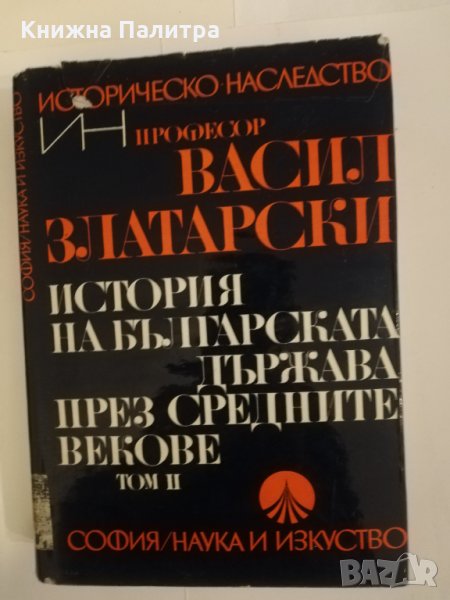 Книжна Палитра
ИСТОРИЧЕСКО НАСЛЕДСТВО
ИН
ПРОФЕСОР
ВАСИЛ
ЗЛАТАРСКИ
ИСТОРИЯ
НА БЪЛГАРСКАТА
ДЪРЖАВА
ПРЕЗ СРЕДНИТЕ
ВЕКОВЕ
ТОМ II
СОФИЯ/НАУКА И ИЗКУСТВО
СОФИЯ/НАУКА И ИЗКУСТВО
BAZAR